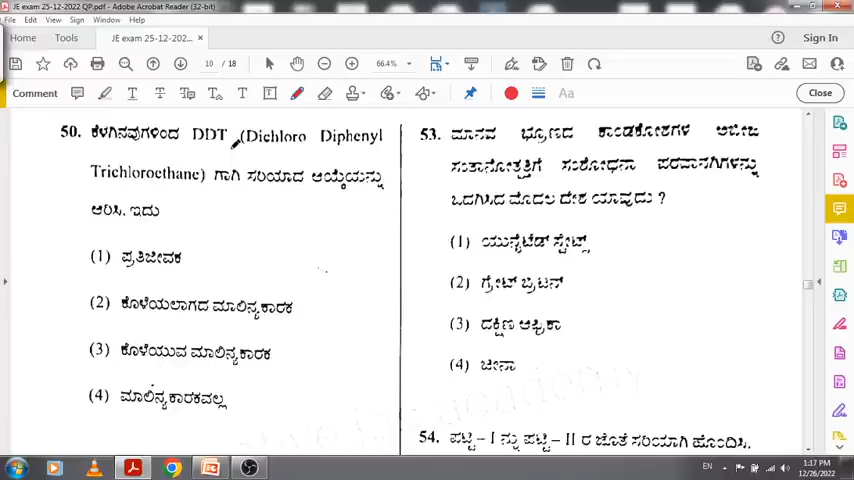 JE exam 25-12-2022 QP.pdf - Adobe Acrobat Reader (32-bit)
File Edit View Sign Window Help
Home Tools JE exam 25-12-202... × Sign In
10 / 18 66.4%
Comment Close
50. ಕೆಳಗಿನವುಗಳಿಂದ DDT (Dichloro Diphenyl
Trichloroethane) ಗಾಗಿ ಸರಿಯಾದ ಆಯ್ಕೆಯನ್ನು
ಆರಿಸಿ. ಇದು
(1) ಪ್ರತಿಜೀವಕ
(2) ಕೊಳೆಯಲಾಗದ ಮಾಲಿನ್ಯಕಾರಕ
(3) ಕೊಳೆಯುವ ಮಾಲಿನ್ಯಕಾರಕ
(4) ಮಾಲಿನ್ಯಕಾರಕವಲ್ಲ
53. ಮಾನವ ಭ್ರೂಣದ ಕಾಂಡಕೋಶಗಳ ಅಬೀಜ
ಸಂತಾನೋತ್ಪತ್ತಿಗೆ ಸಂಶೋಧನಾ ಪರವಾನಗಿಗಳನ್ನು
ಒದಗಿಸಿದ ಮೊದಲ ದೇಶ ಯಾವುದು ?
(1) ಯುನೈಟೆಡ್ ಸ್ಟೇಟ್ಸ್
(2) ಗ್ರೇಟ್ ಬ್ರಿಟನ್
(3) ದಕ್ಷಿಣ ಆಫ್ರಿಕಾ
(4) ಚೀನಾ
54. ಪಟ್ಟಿ – I ನ್ನು ಪಟ್ಟಿ – II ರ ಜೊತೆ ಸರಿಯಾಗಿ ಹೊಂದಿಸಿ.
academy
EN 1:17 PM
12/26/2022